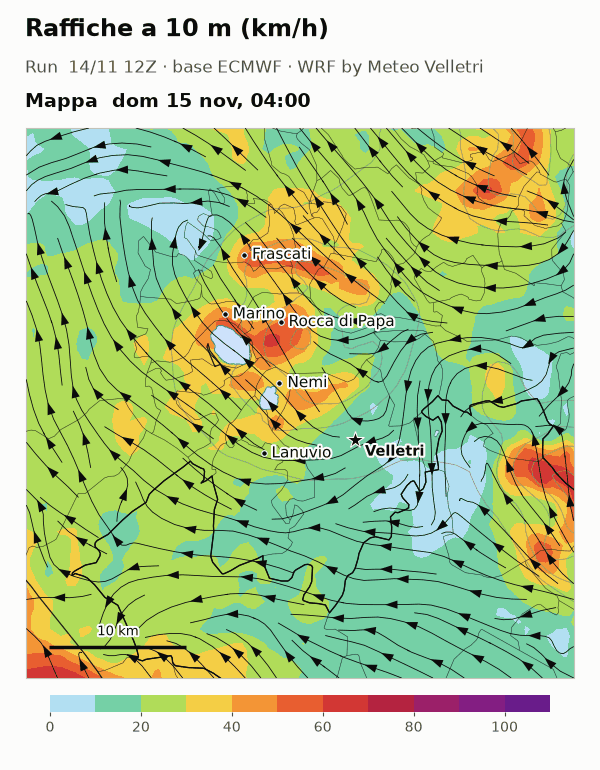 Raffiche a 10 m (km/h)
Run 14/11 12Z · base ECMWF · WRF by Meteo Velletri
Mappa dom 15 nov, 04:00
Frascati
Marino
Rocca di Papa
Nemi
Velletri
Lanuvio
10 km
0 20 40 60 80 100